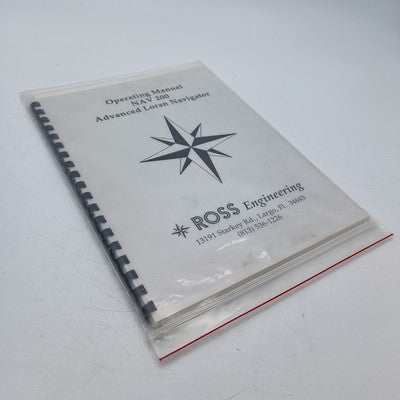 Operating Manual
NAV 200
Advanced Loran Navigator
ROSS Engineering
13191 Starkey Rd., Largo, Fl. 34643
(813) 536-1226